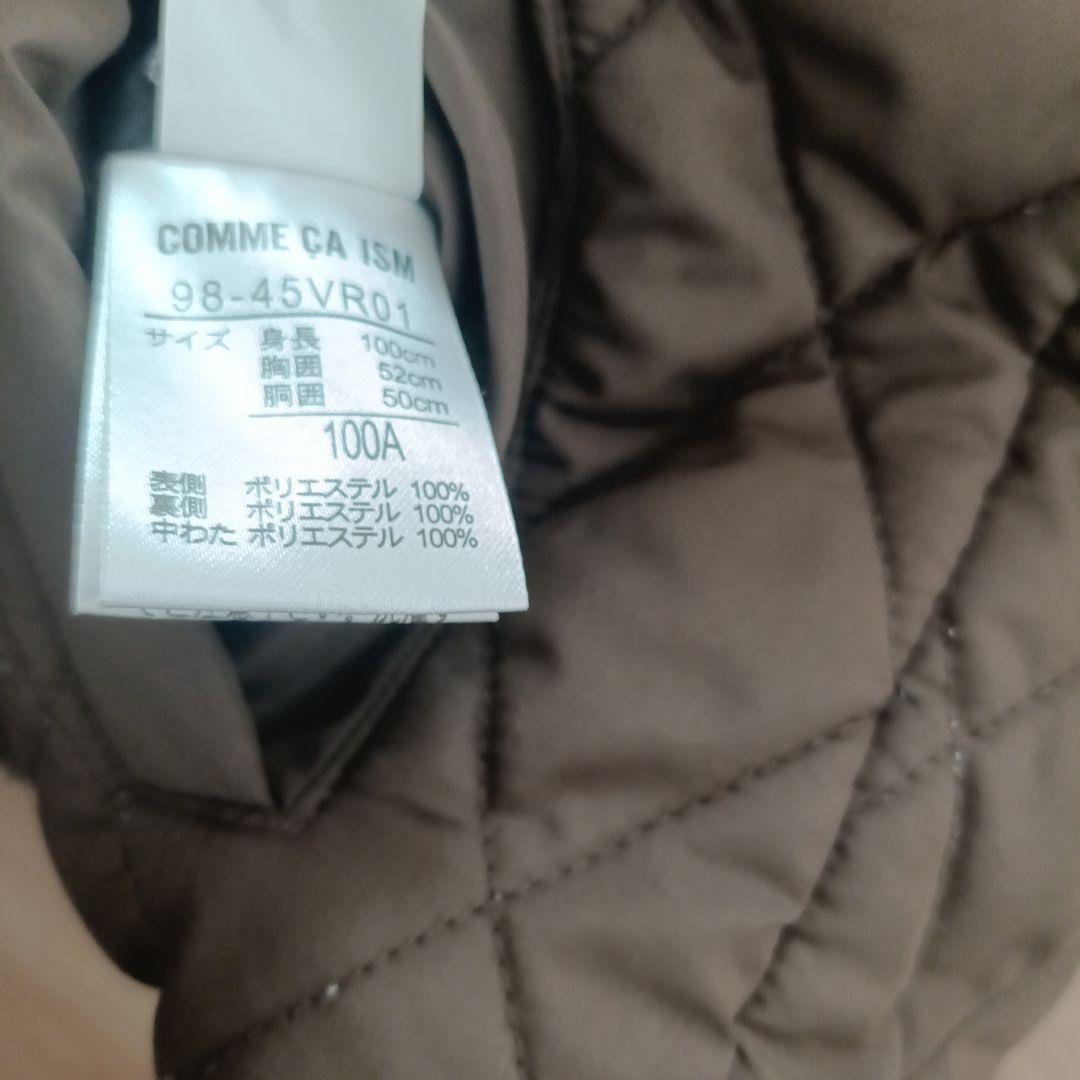 COMME ÇA ISM
98-45VR01
サイズ 身長 100cm
胸囲 52cm
胴囲 50cm
100A
表側 ポリエステル 100%
裏側 ポリエステル 100%
中わた ポリエステル 100%